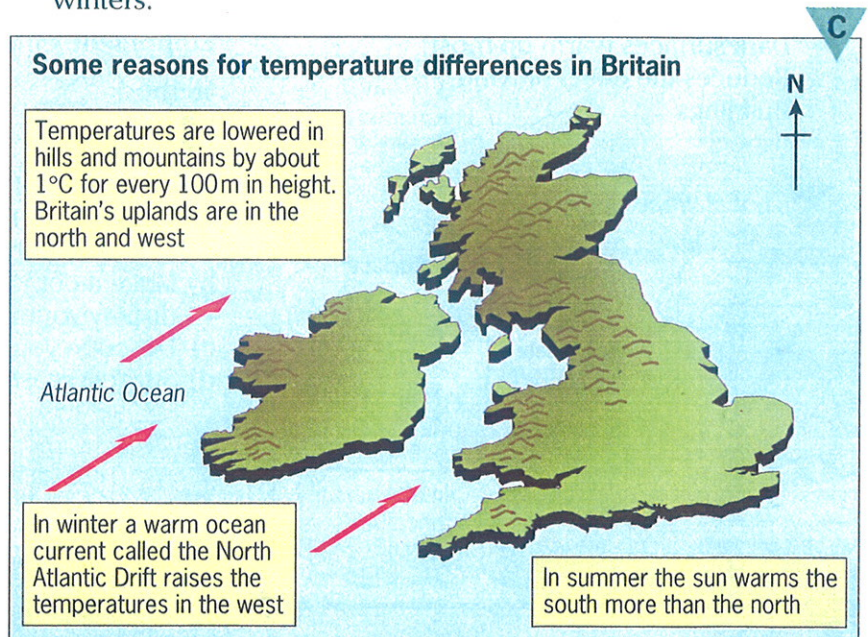 winters.
C
Some reasons for temperature differences in Britain
N
Temperatures are lowered in
hills and mountains by about
1°C for every 100m in height.
Britain's uplands are in the
north and west
Atlantic Ocean
In winter a warm ocean
current called the North
Atlantic Drift raises the
temperatures in the west
In summer the sun warms the
south more than the north